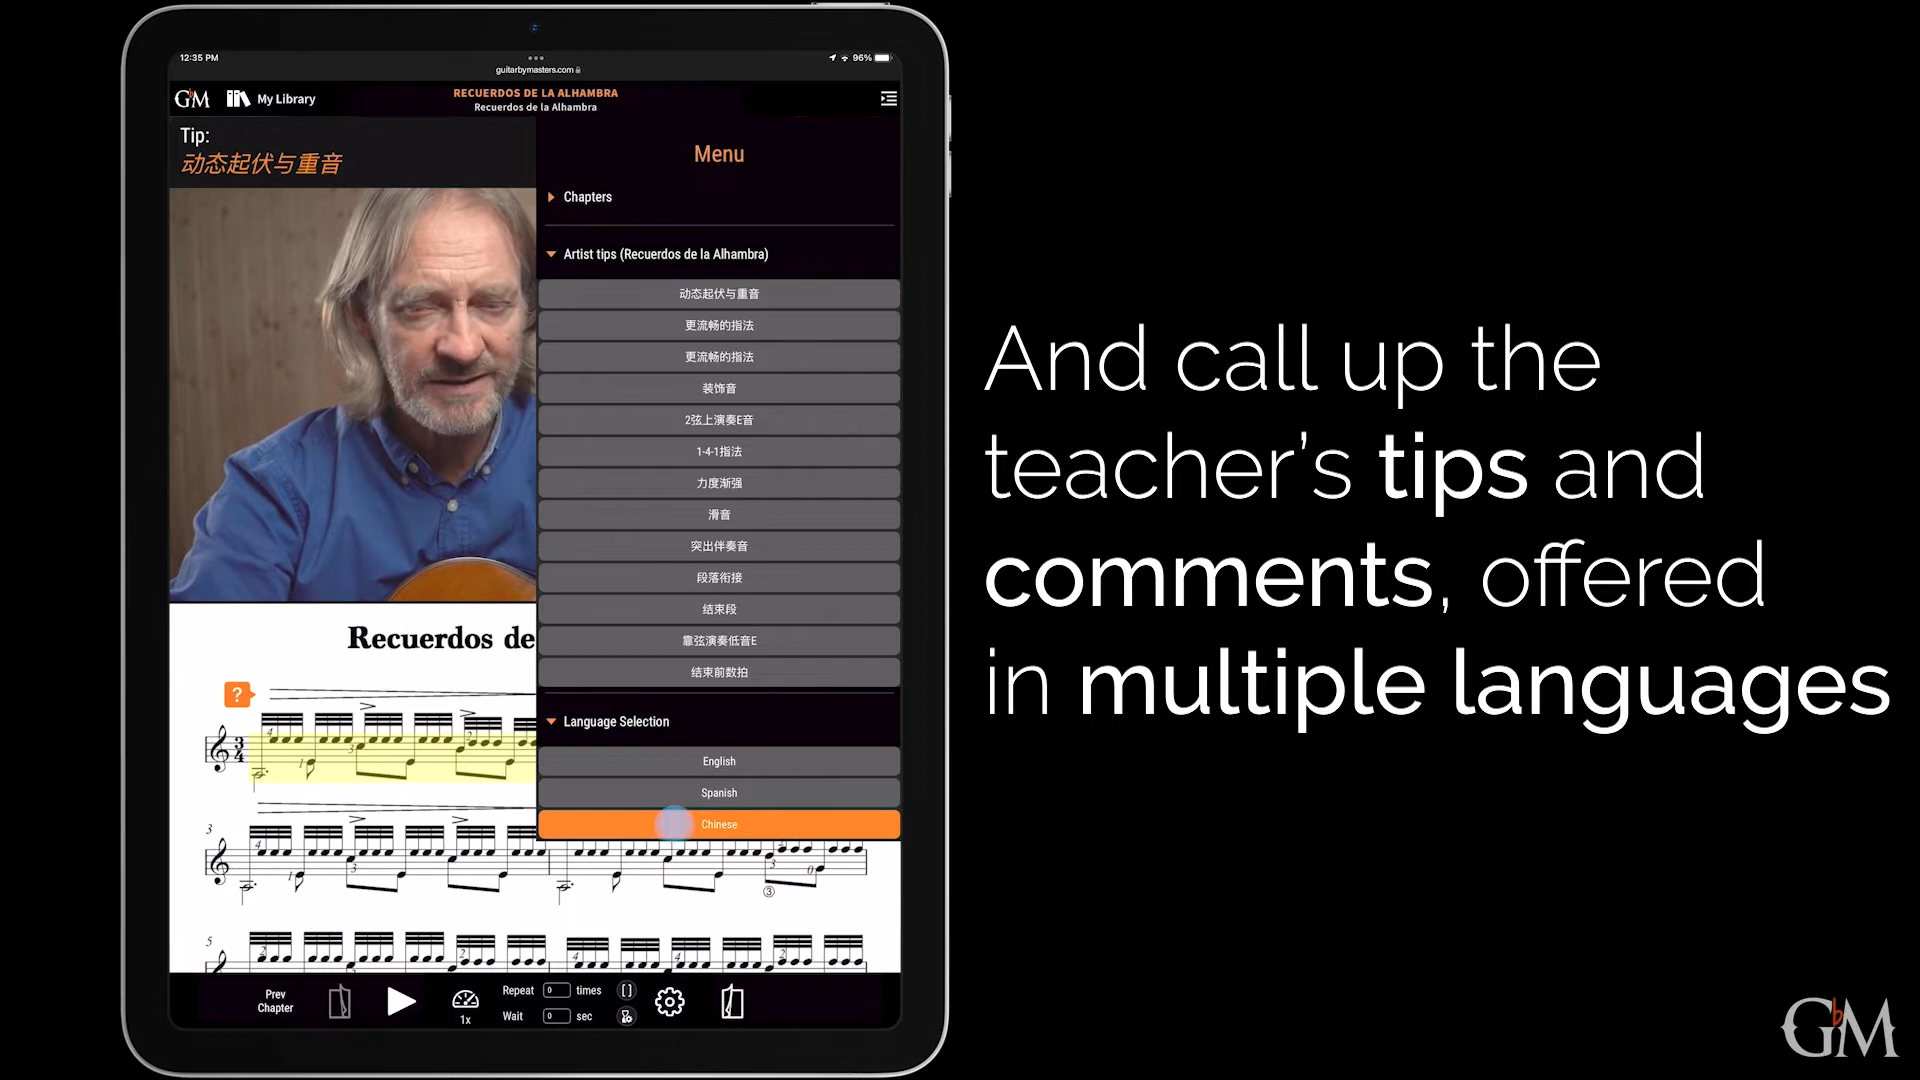 12:35 PM
guitarbymasters.com
96%
GbM
My Library
RECUERDOS DE LA ALHAMBRA
Recuerdos de la Alhambra
Tip:
动态起伏与重音
Menu
Chapters
Artist tips (Recuerdos de la Alhambra)
动态起伏与重音
更流畅的指法
更流畅的指法
装饰音
2弦上演奏E音
1-4-1指法
力度渐强
滑音
突出伴奏音
段落衔接
结束段
靠弦演奏低音E
结束前数拍
Language Selection
English
Spanish
Chinese
Recuerdos de
?
3
5
Prev
Chapter
1x
Repeat 0 times
Wait 0 sec
And call up the
teacher’s tips and
comments, offered
in multiple languages
GbM